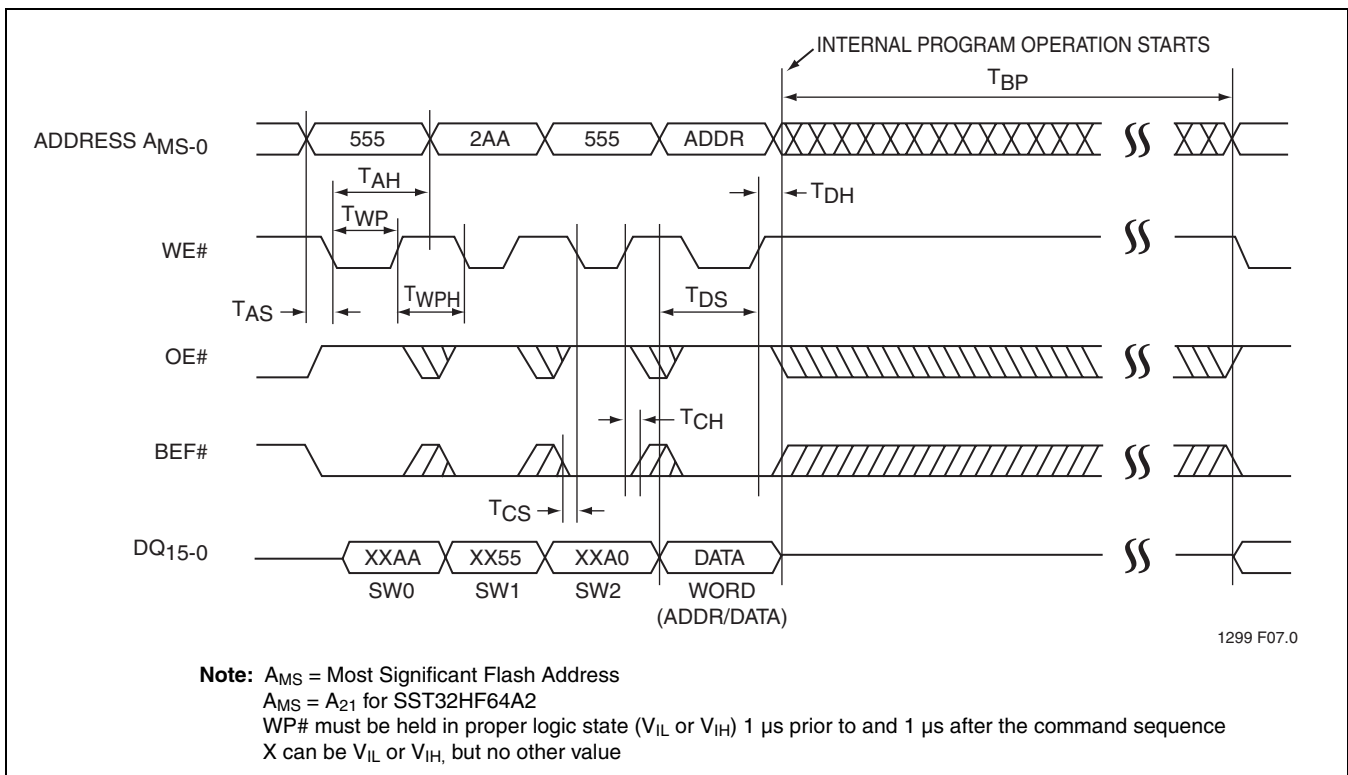 INTERNAL PROGRAM OPERATION STARTS
TBP
ADDRESS AMS-0
555
2AA
555
ADDR
TAH
TDH
TWP
WE#
TWPH
TDS
TAS
OE#
TCH
BEF#
TCS
DQ15-0
XXAA
XX55
XXA0
DATA
SW0
SW1
SW2
WORD
(ADDR/DATA)
1299 F07.0
Note: AMS = Most Significant Flash Address
AMS = A21 for SST32HF64A2
WP# must be held in proper logic state (VIL or VIH) 1 µs prior to and 1 µs after the command sequence
X can be VIL or VIH, but no other value